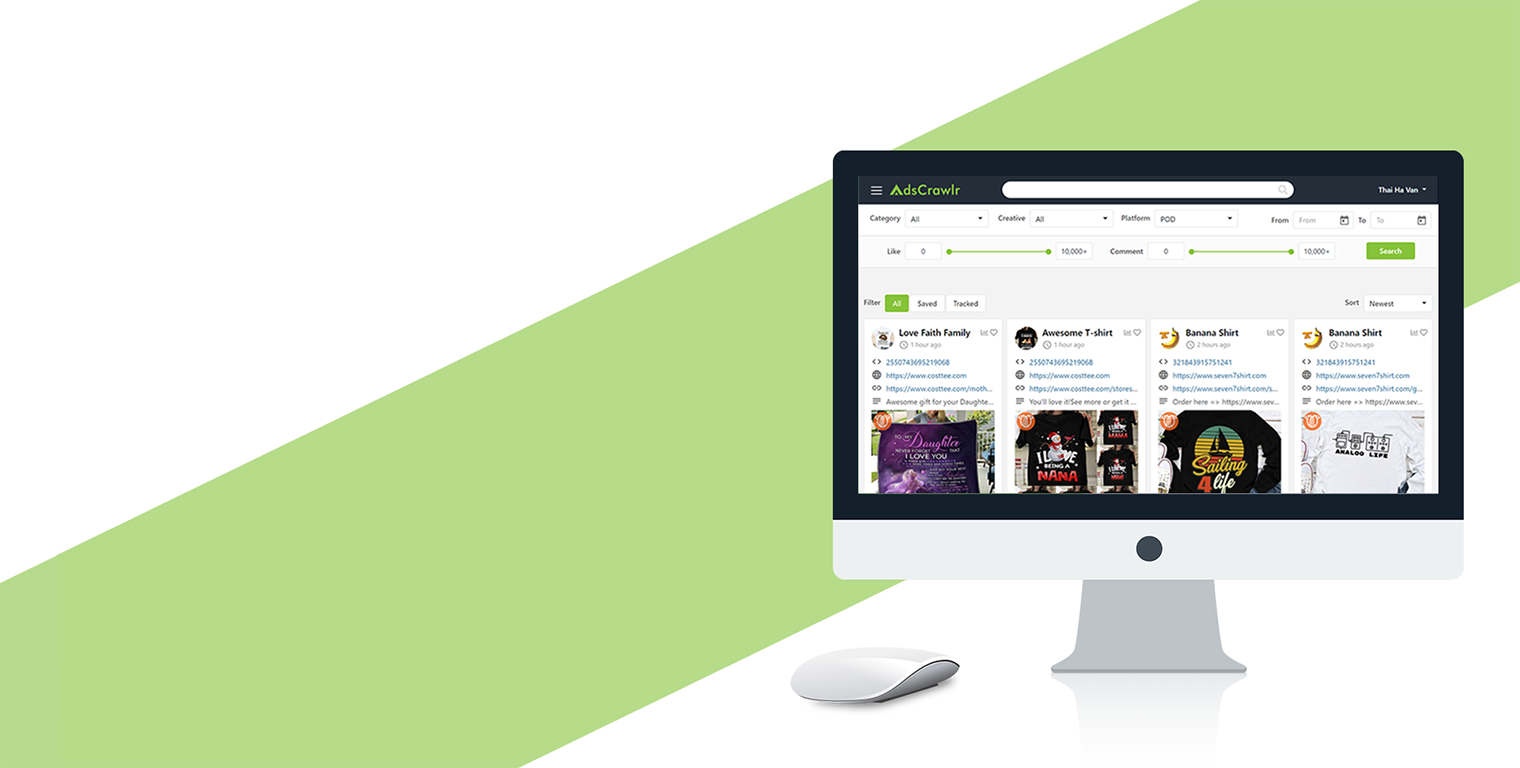 AdsCrawlr
Thai Ha Van
Category All Creative All Platform POD From From To To
Like 0 10,000+ Comment 0 10,000+ Search
Filter All Saved Tracked Sort Newest
Love Faith Family
1 hour ago
2550743695219068
https://www.costtee.com
https://www.costtee.com/moth...
Awesome gift for your Daughte...
TO MY
Daughter
NEVER FORGET THAT
I LOVE YOU
Awesome T-shirt
1 hour ago
2550743695219068
https://www.costtee.com
https://www.costtee.com/stores...
You'll love it!See more or get it ...
I LOVE
BEING A
NANA
Banana Shirt
2 hours ago
321843915751241
https://www.seven7shirt.com
https://www.seven7shirt.com/s...
Order here => https://www.sev...
Sailing
4 life
Banana Shirt
2 hours ago
321843915751241
https://www.seven7shirt.com
https://www.seven7shirt.com/g...
Order here => https://www.sev...
ANALOG LIFE